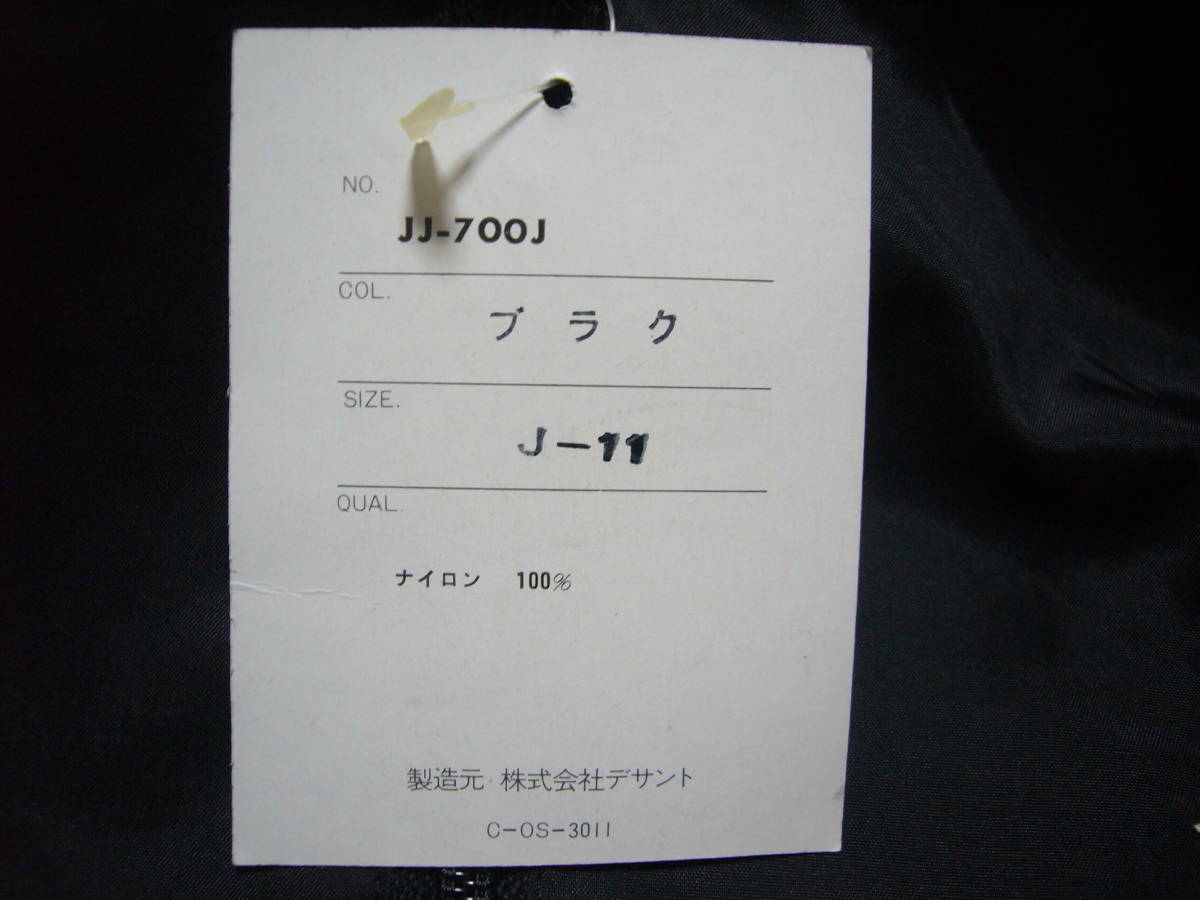 NO.
JJ-700J
COL.
ブラク
SIZE.
J-11
QUAL.
ナイロン 100%
製造元 株式会社デサント
C-OS-3011